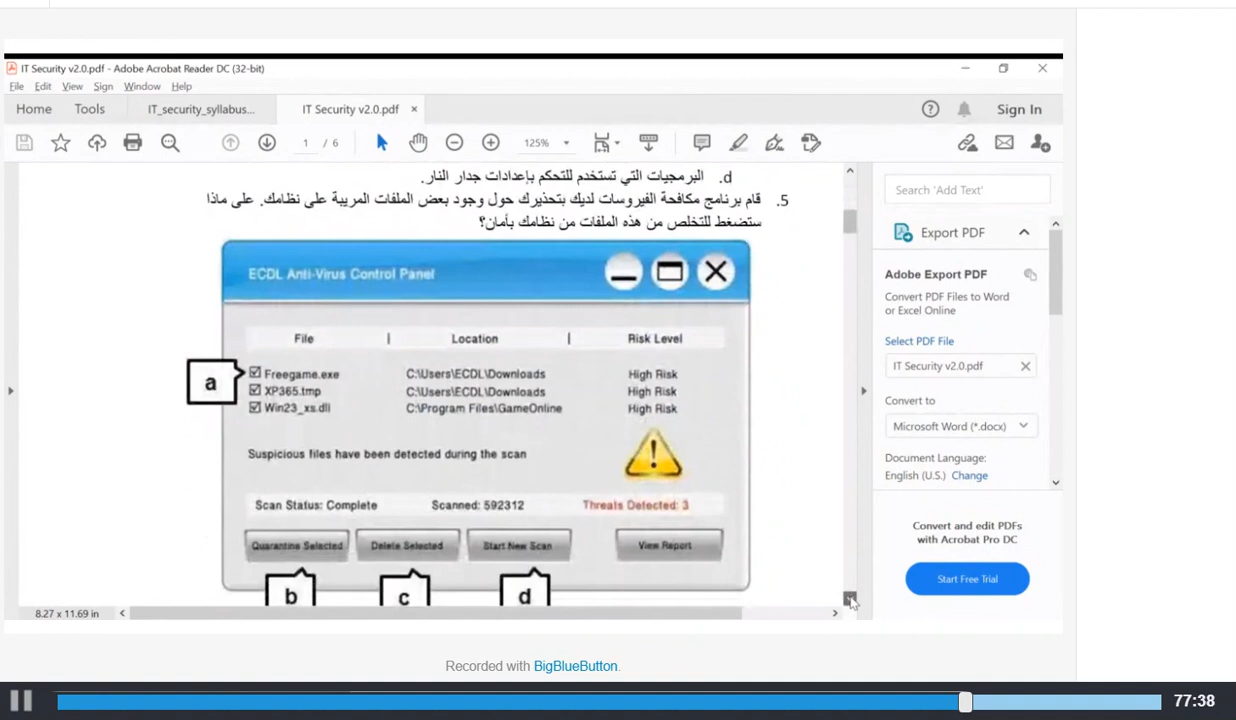 IT Security v2.0.pdf - Adobe Acrobat Reader DC (32-bit)
File Edit View Sign Window Help
Home Tools IT_security_syllabus... IT Security v2.0.pdf × Sign In
1 / 6 125%
d. البرمجيات التي تستخدم للتحكم بإعدادات جدار النار.
5. قام برنامج مكافحة الفيروسات لديك بتحذيرك حول وجود بعض الملفات المريبة على نظامك. على ماذا
ستضغط للتخلص من هذه الملفات من نظامك بأمان؟
ECDL Anti-Virus Control Panel
File | Location | Risk Level
a
Freegame.exe C:\Users\ECDL\Downloads High Risk
XP365.tmp C:\Users\ECDL\Downloads High Risk
Win23_xs.dll C:\Program Files\GameOnline High Risk
Suspicious files have been detected during the scan
Scan Status: Complete Scanned: 592312 Threats Detected: 3
Quarantine Selected Delete Selected Start New Scan View Report
b c d
8.27 x 11.69 in
Search 'Add Text'
Export PDF
Adobe Export PDF
Convert PDF Files to Word
or Excel Online
Select PDF File
IT Security v2.0.pdf
Convert to
Microsoft Word (*.docx)
Document Language:
English (U.S.) Change
Convert and edit PDFs
with Acrobat Pro DC
Start Free Trial
Recorded with BigBlueButton.
77:38